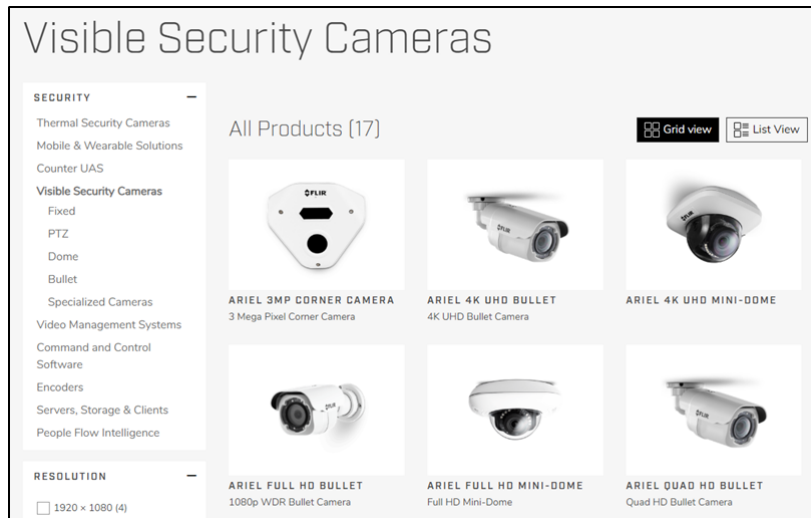 Visible Security Cameras
SECURITY
Thermal Security Cameras
Mobile & Wearable Solutions
Counter UAS
Visible Security Cameras
Fixed
PTZ
Dome
Bullet
Specialized Cameras
Video Management Systems
Command and Control
Software
Encoders
Servers, Storage & Clients
People Flow Intelligence
RESOLUTION
1920 × 1080 (4)
All Products (17)
Grid view
List View
FLIR
ARIEL 3MP CORNER CAMERA
3 Mega Pixel Corner Camera
FLIR
ARIEL 4K UHD BULLET
4K UHD Bullet Camera
FLIR
ARIEL 4K UHD MINI-DOME
FLIR
ARIEL FULL HD BULLET
1080p WDR Bullet Camera
FLIR
ARIEL FULL HD MINI-DOME
Full HD Mini-Dome
FLIR
ARIEL QUAD HD BULLET
Quad HD Bullet Camera